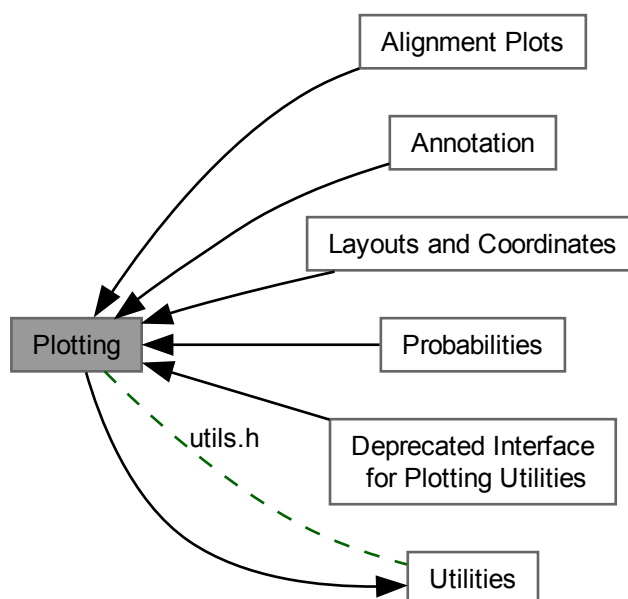 Alignment Plots
Annotation
Layouts and Coordinates
Plotting
Probabilities
Deprecated Interface
for Plotting Utilities
utils.h
Utilities